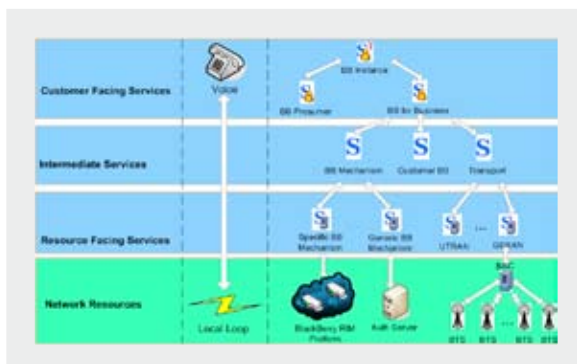 Customer Facing Services
Voice
BB Instance
BB Prosumer
BB for Business
Intermediate Services
BB Mechanism
Customer BB
Transport
Resource Facing Services
Specific BB
Mechanism
Generic BB
Mechanism
UTRAN
...
GERAN
Network Resources
Local Loop
BlackBerry RIM
Platform
Auth Server
BSC
BTS
BTS
...
BTS
BTS